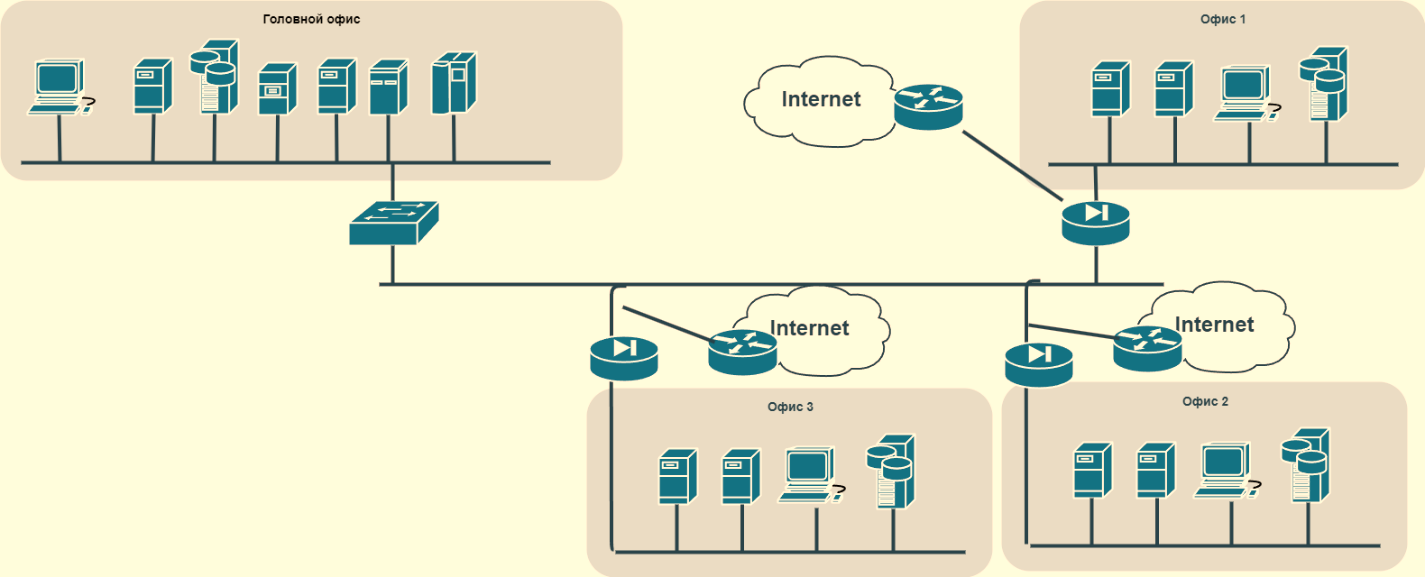 Головной офис
Офис 1
Internet
Internet
Internet
Офис 3
Офис 2